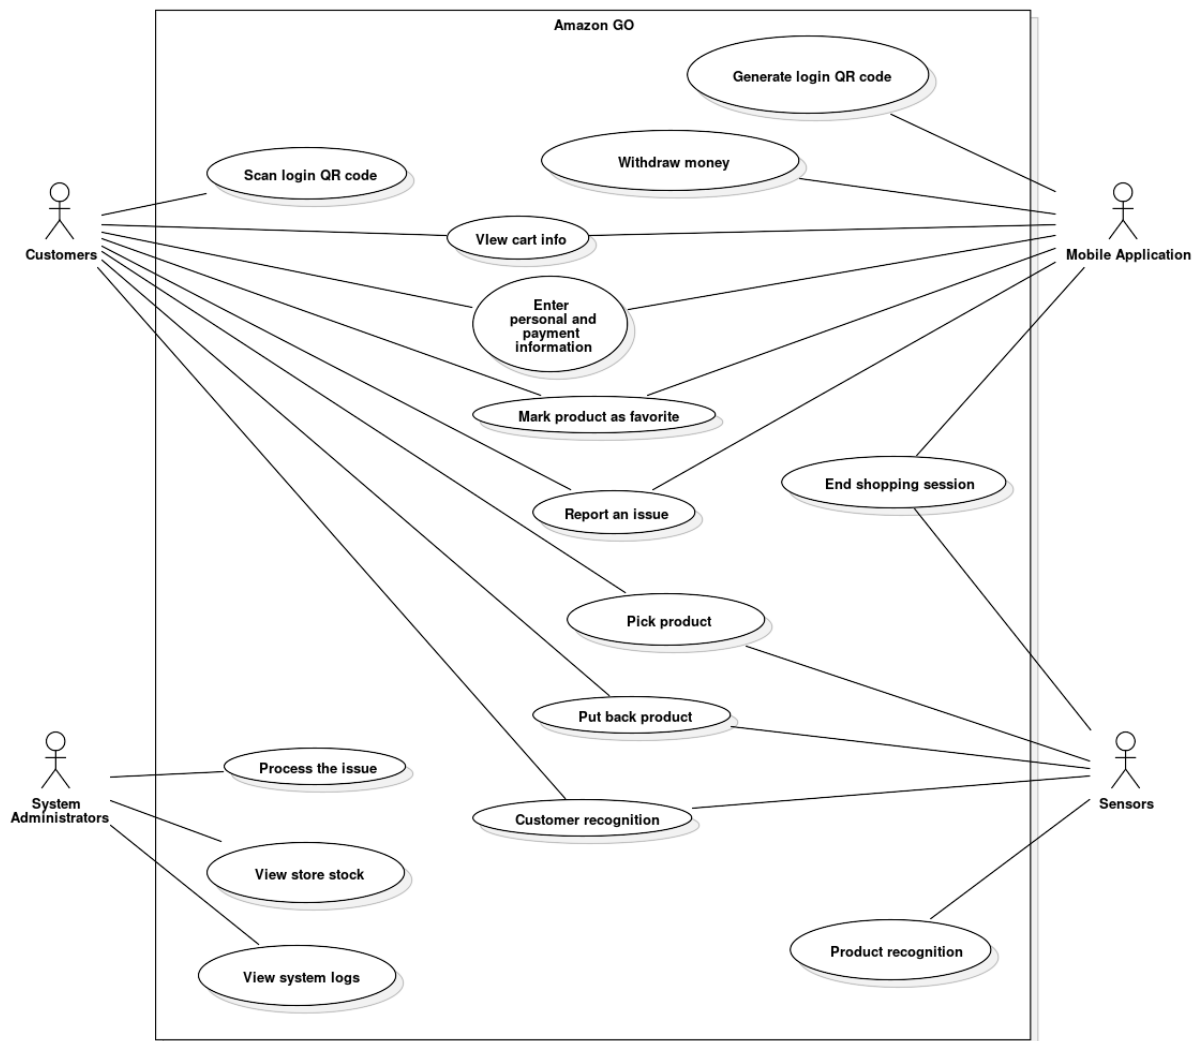 Amazon GO
Generate login QR code
Withdraw money
Scan login QR code
VIew cart info
Customers
Mobile Application
Enter
personal and
payment
information
Mark product as favorite
End shopping session
Report an issue
Pick product
Put back product
Process the issue
System
Administrators
Sensors
Customer recognition
View store stock
Product recognition
View system logs